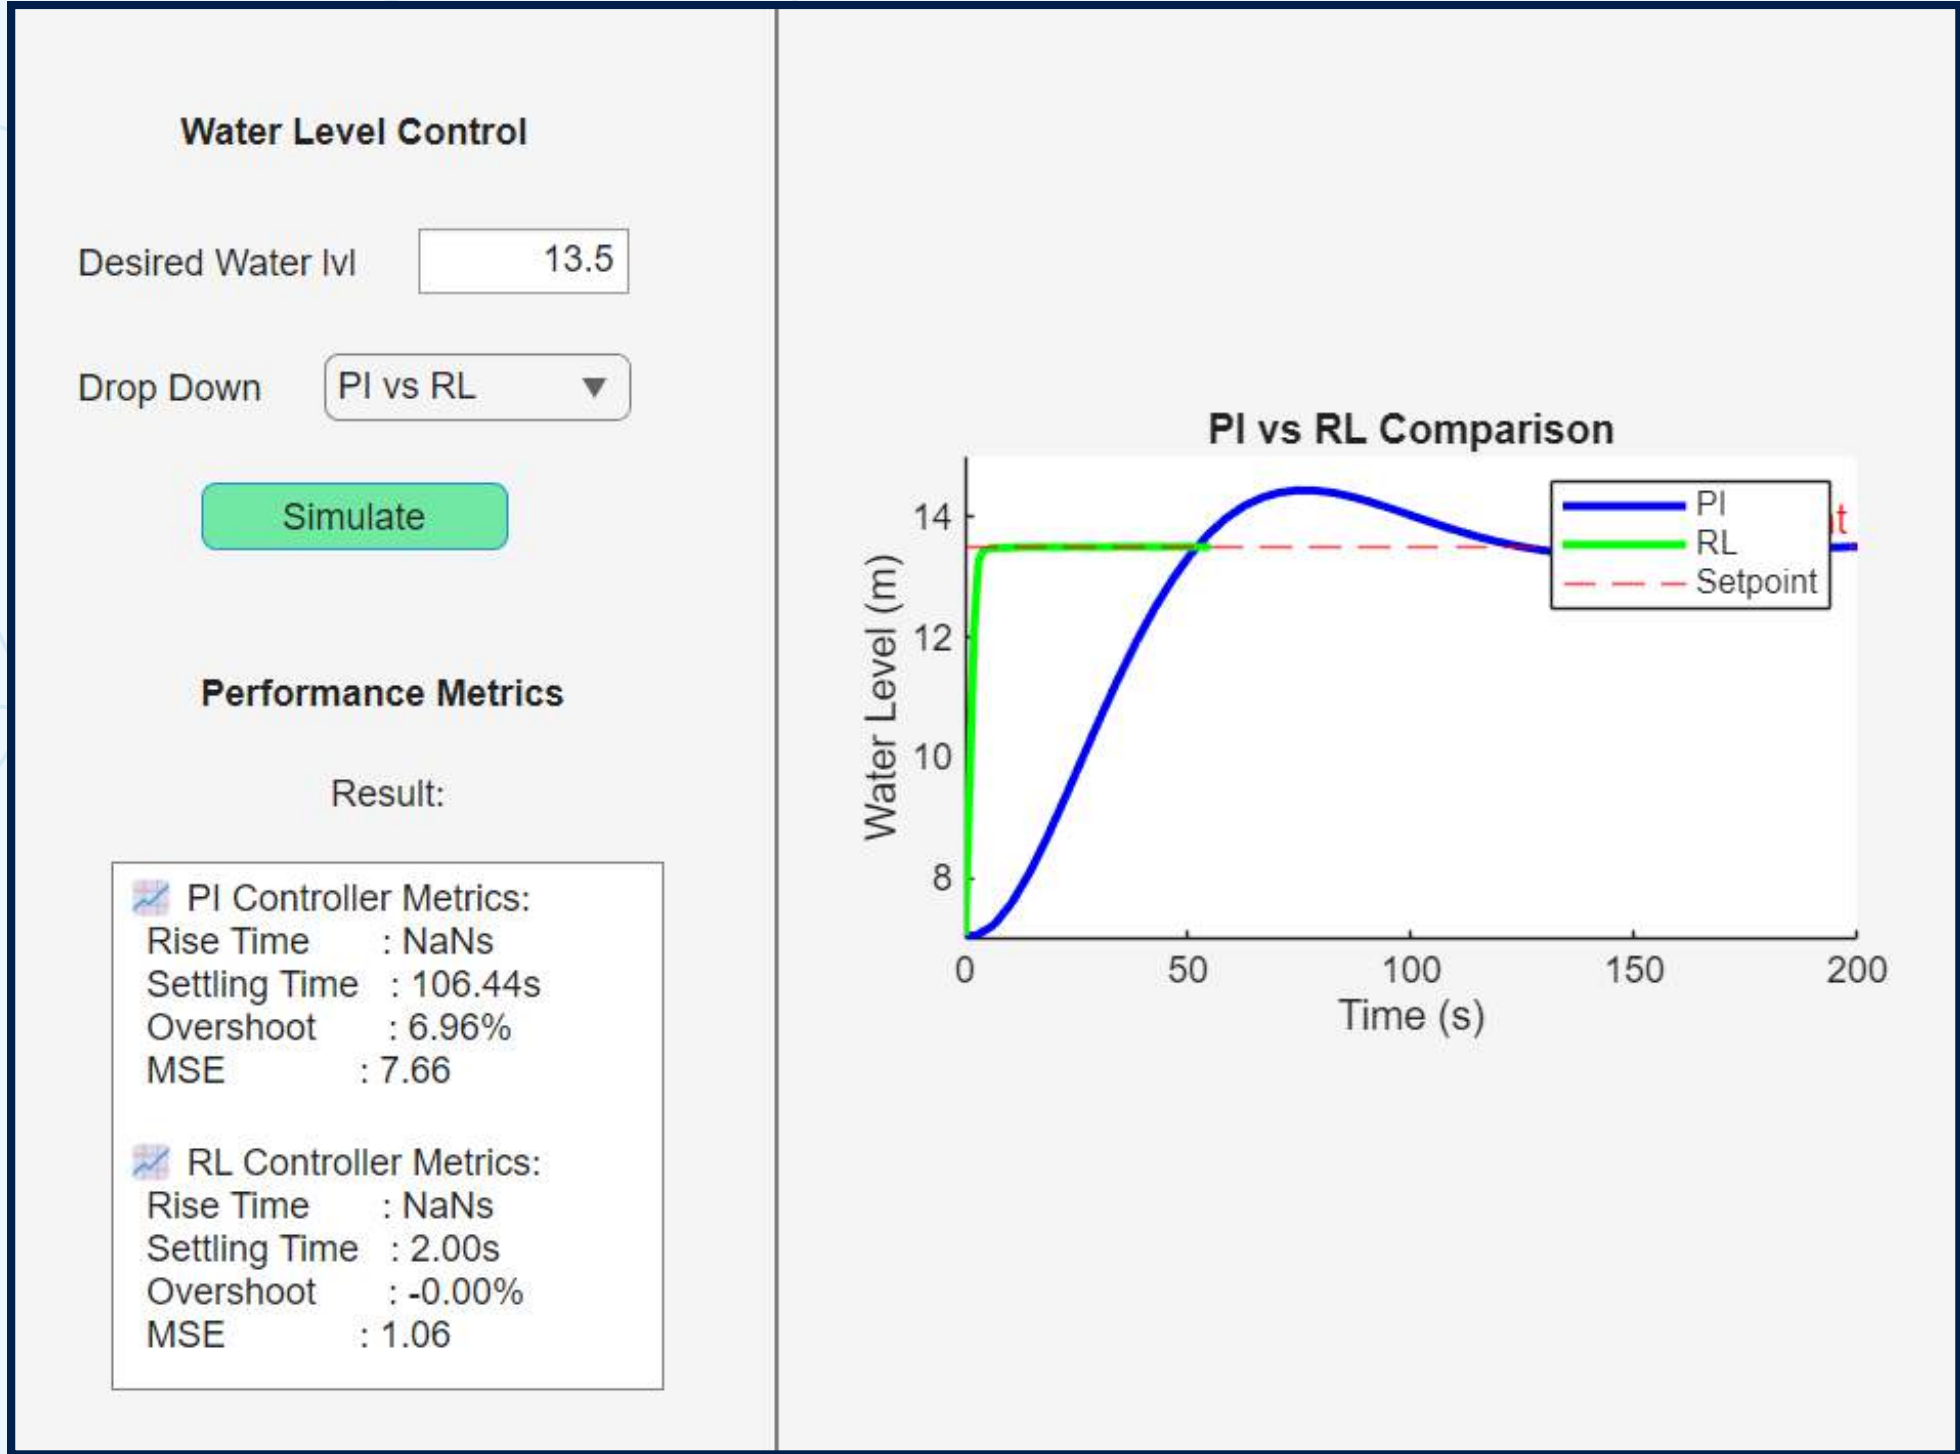 Water Level Control
Desired Water lvl 13.5
Drop Down PI vs RL
Simulate
Performance Metrics
Result:
PI Controller Metrics:
Rise Time : NaNs
Settling Time : 106.44s
Overshoot : 6.96%
MSE : 7.66
RL Controller Metrics:
Rise Time : NaNs
Settling Time : 2.00s
Overshoot : -0.00%
MSE : 1.06
PI vs RL Comparison
Water Level (m)
14
12
10
8
0 50 100 150 200
Time (s)
PI
RL
Setpoint